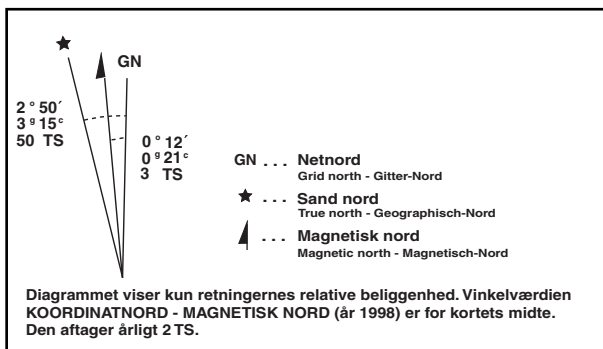 GN
2 ° 50´
3 ᵍ 15ᶜ
50 TS
0 ° 12´
0 ᵍ 21ᶜ
3 TS
GN ... Netnord
Grid north - Gitter-Nord
★ ... Sand nord
True north - Geographisch-Nord
... Magnetisk nord
Magnetic north - Magnetisch-Nord
Diagrammet viser kun retningernes relative beliggenhed. Vinkelværdien
KOORDINATNORD - MAGNETISK NORD (år 1998) er for kortets midte.
Den aftager årligt 2 TS.